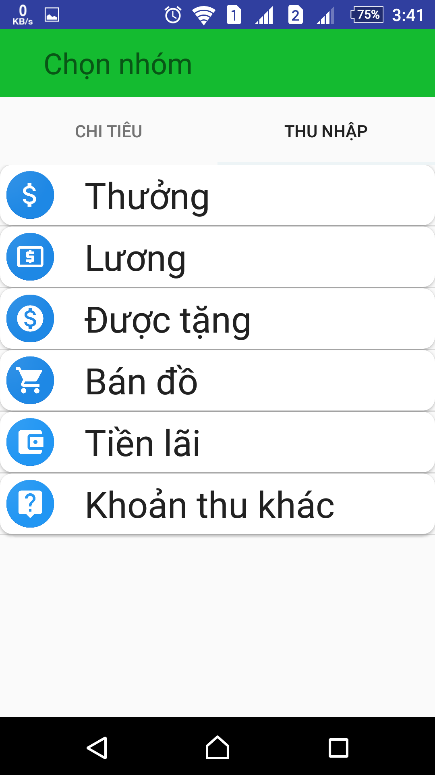 0
KB/s
1
2
75%
3:41
Chọn nhóm
CHI TIÊU
THU NHẬP
Thưởng
Lương
Được tặng
Bán đồ
Tiền lãi
Khoản thu khác